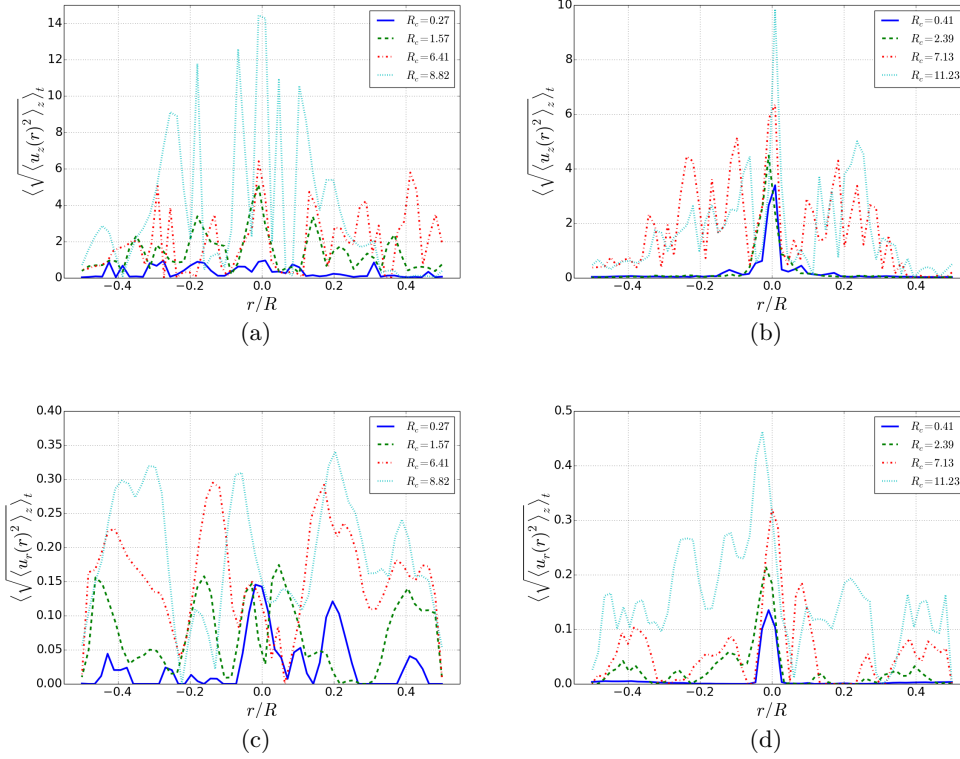 14
12
10
8
6
4
2
0
⟨√⟨u_z(r)²⟩_z⟩_t
R_c=0.27
R_c=1.57
R_c=6.41
R_c=8.82
−0.4 −0.2 0.0 0.2 0.4
r/R
(a)
10
8
6
4
2
0
⟨√⟨u_z(r)²⟩_z⟩_t
R_c=0.41
R_c=2.39
R_c=7.13
R_c=11.23
−0.4 −0.2 0.0 0.2 0.4
r/R
(b)
0.40
0.35
0.30
0.25
0.20
0.15
0.10
0.05
0.00
⟨√⟨u_r(r)²⟩_z⟩_t
R_c=0.27
R_c=1.57
R_c=6.41
R_c=8.82
−0.4 −0.2 0.0 0.2 0.4
r/R
(c)
0.5
0.4
0.3
0.2
0.1
0.0
⟨√⟨u_r(r)²⟩_z⟩_t
R_c=0.41
R_c=2.39
R_c=7.13
R_c=11.23
−0.4 −0.2 0.0 0.2 0.4
r/R
(d)